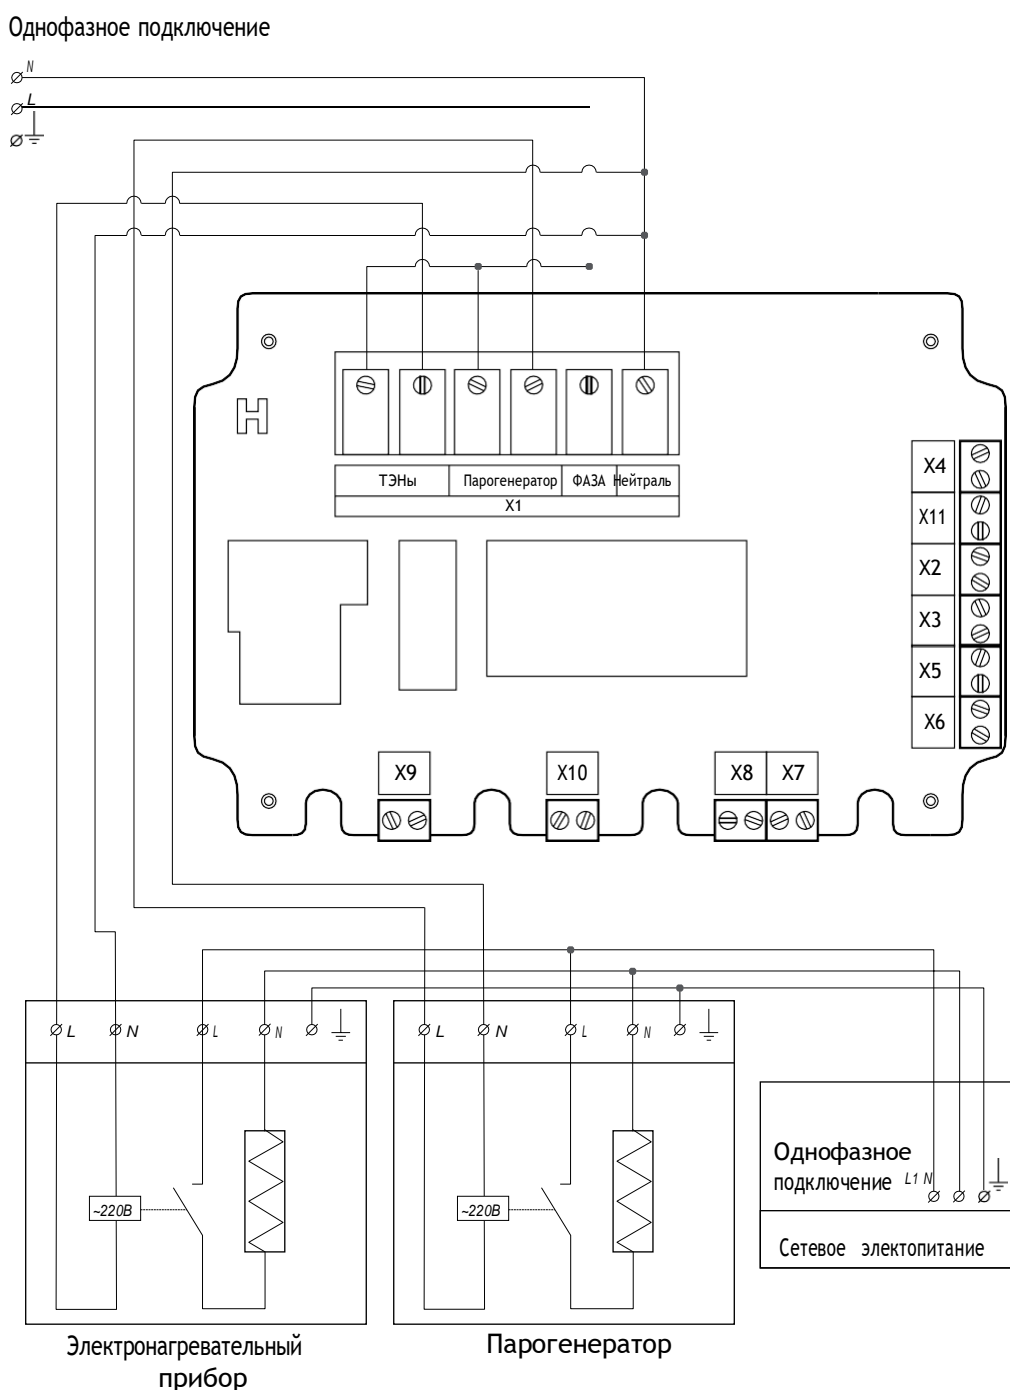 Однофазное подключение
N
L
H
ТЭНы Парогенератор ФАЗА Нейтраль
X1
X4
X11
X2
X3
X5
X6
X9 X10 X8 X7
L N L N
L N L N
Однофазное
подключение L1 N
~220В
~220В
Сетевое электопитание
Электронагревательный
прибор
Парогенератор